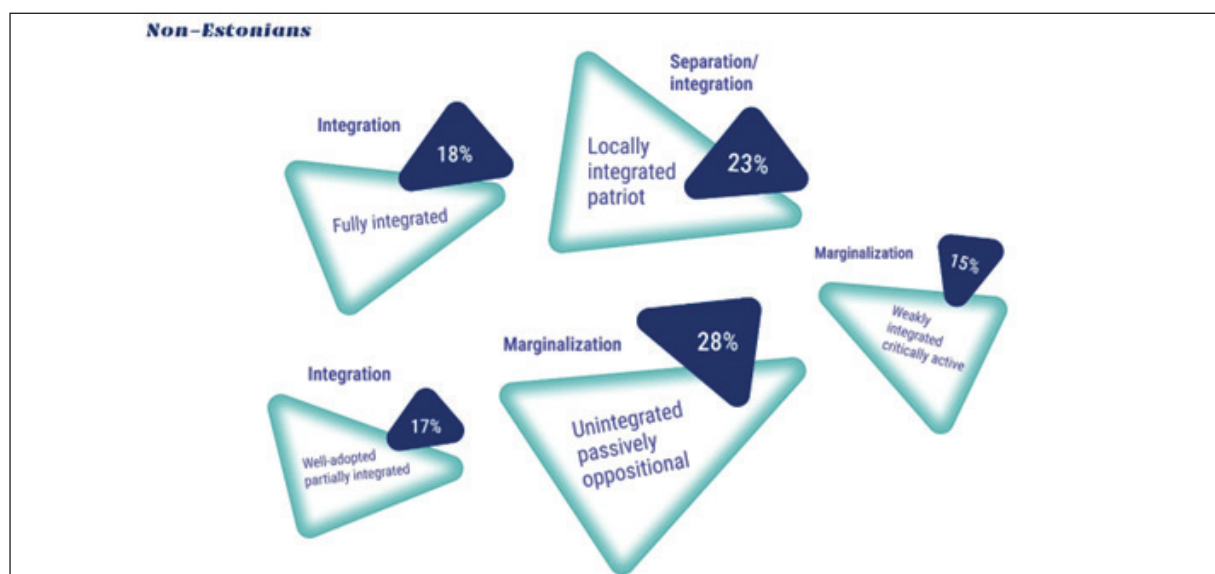 Non-Estonians
Integration
18%
Fully integrated
Separation/
integration
23%
Locally
integrated
patriot
Marginalization
15%
Weakly
integrated
critically active
Integration
17%
Well-adopted
partially integrated
Marginalization
28%
Unintegrated
passively
oppositional